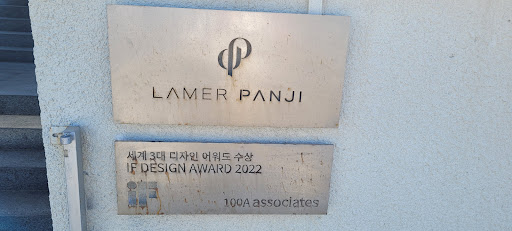 LAMER PANJI
세계 3대 디자인 어워드 수상
IF DESIGN AWARD 2022
iF
100A associates